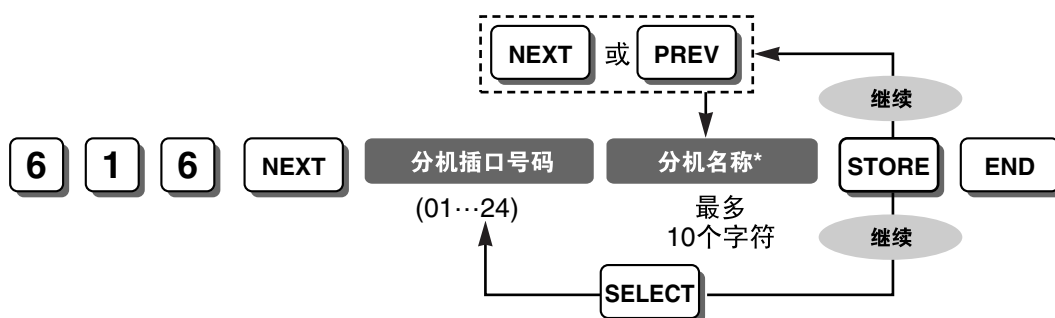 NEXT 或 PREV
继续
6 1 6 NEXT 分机插口号码 分机名称* STORE END
(01···24)
最多
10个字符
继续
SELECT